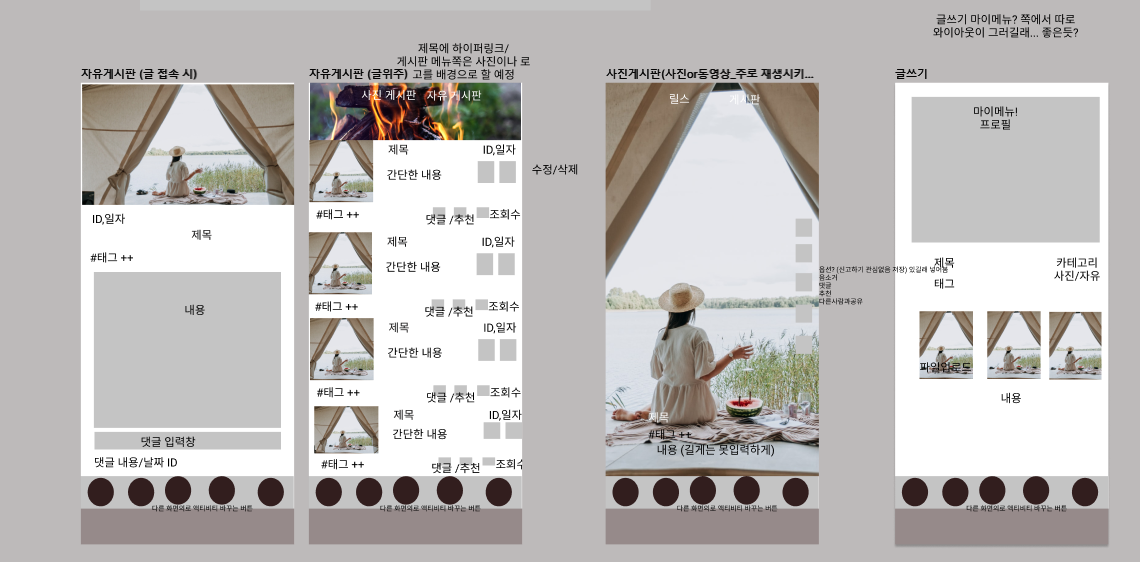 글쓰기 마이메뉴? 쪽에서 따로
와이아웃이 그러길래... 좋은듯?
제목에 하이퍼링크/
게시판 메뉴쪽은 사진이나 로
고를 배경으로 할 예정
자유게시판 (글 접속 시)
ID,일자
제목
#태그 ++
내용
댓글 입력창
댓글 내용/날짜 ID
다른 화면의로 액티비티 바꾸는 버튼
자유게시판 (글위주)
사진 게시판 자유 게시판
제목 ID,일자
간단한 내용
수정/삭제
#태그 ++ 댓글 /추천 조회수
제목 ID,일자
간단한 내용
#태그 ++ 댓글 /추천 조회수
제목 ID,일자
간단한 내용
#태그 ++ 댓글 /추천 조회수
제목 ID,일자
간단한 내용
#태그 ++ 댓글 /추천 조회수
다른 화면의로 액티비티 바꾸는 버튼
사진게시판(사진or동영상_주로 재생시키...
릴스 게시판
옵션? (신고하기 관심없음 저장) 있길래 넣어봄
음소거
댓글
추천
다른사람과공유
제목
#태그 ++
내용 (길게는 못입력하게)
다른 화면의로 액티비티 바꾸는 버튼
글쓰기
마이메뉴!
프로필
제목
태그
카테고리
사진/자유
파일업로드
내용
다른 화면의로 액티비티 바꾸는 버튼